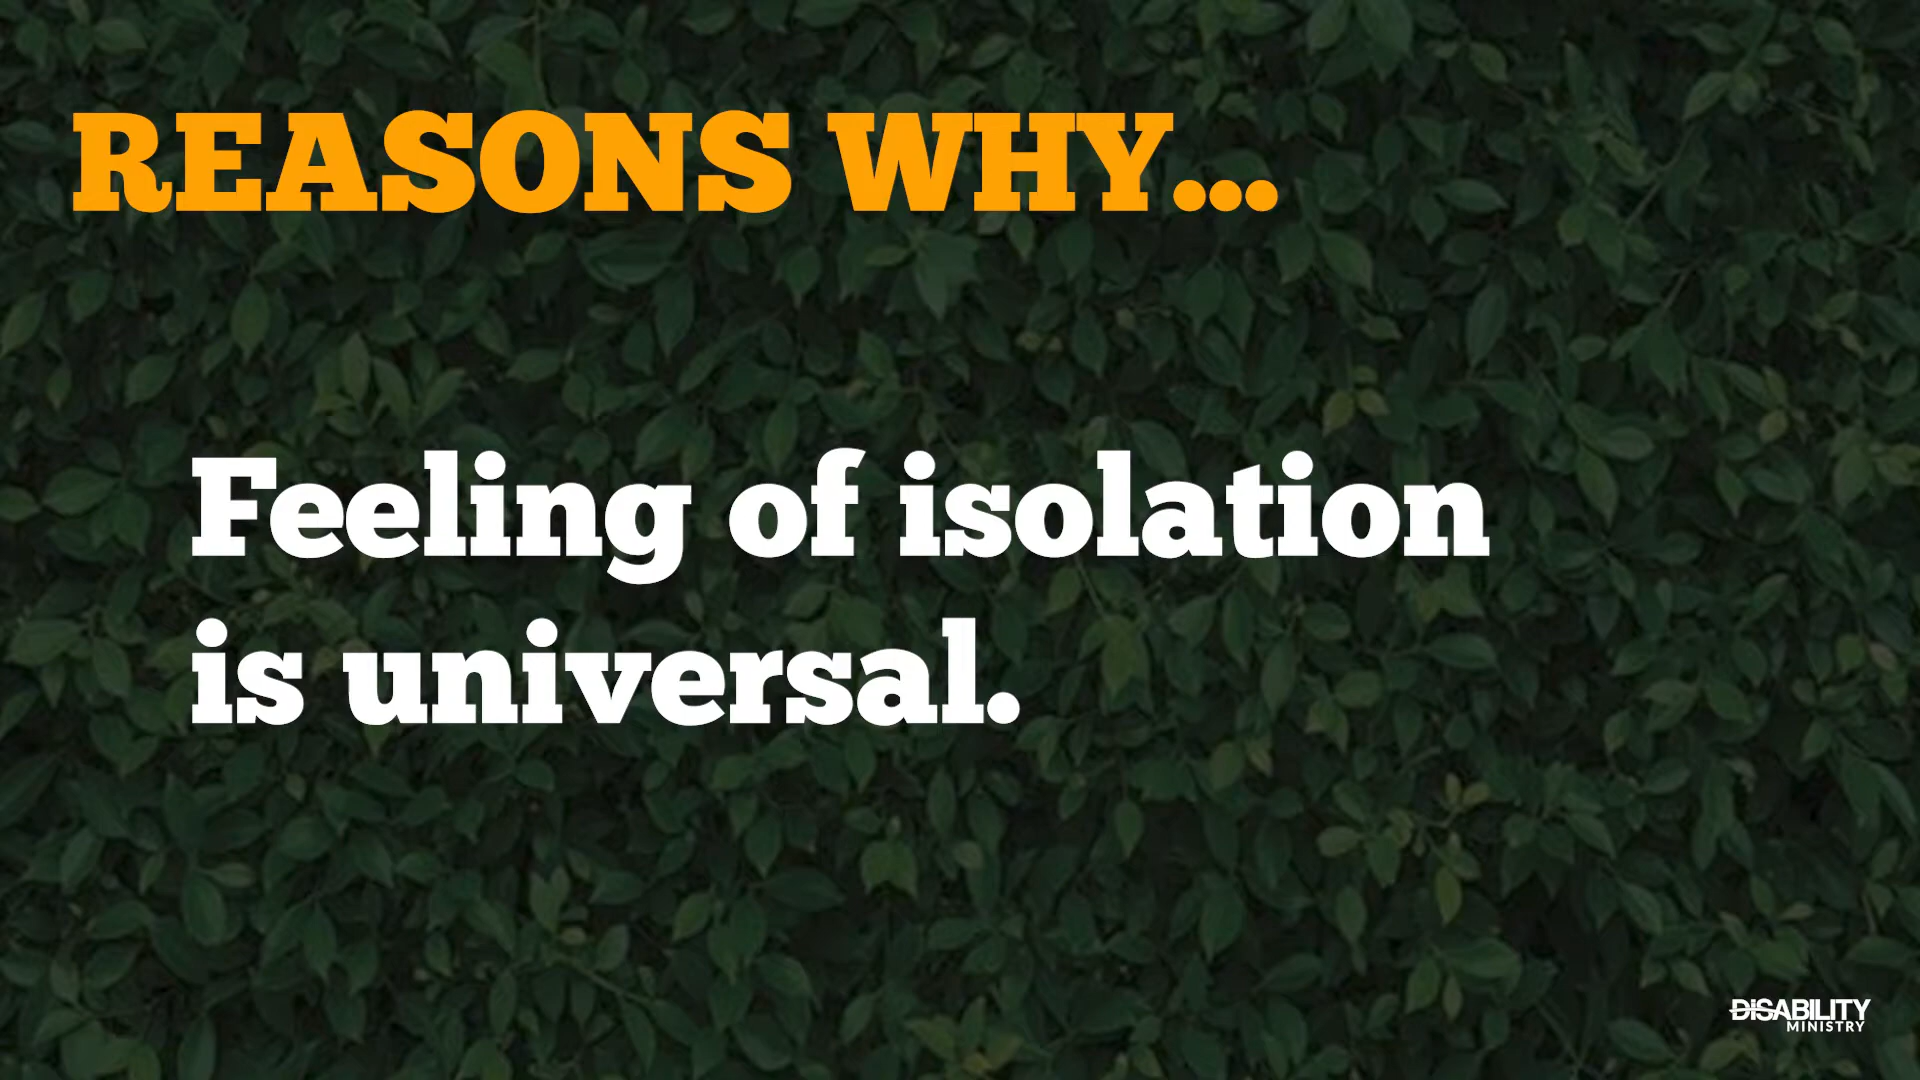 REASONS WHY...
Feeling of isolation
is universal.
DiSABILITY
MINISTRY